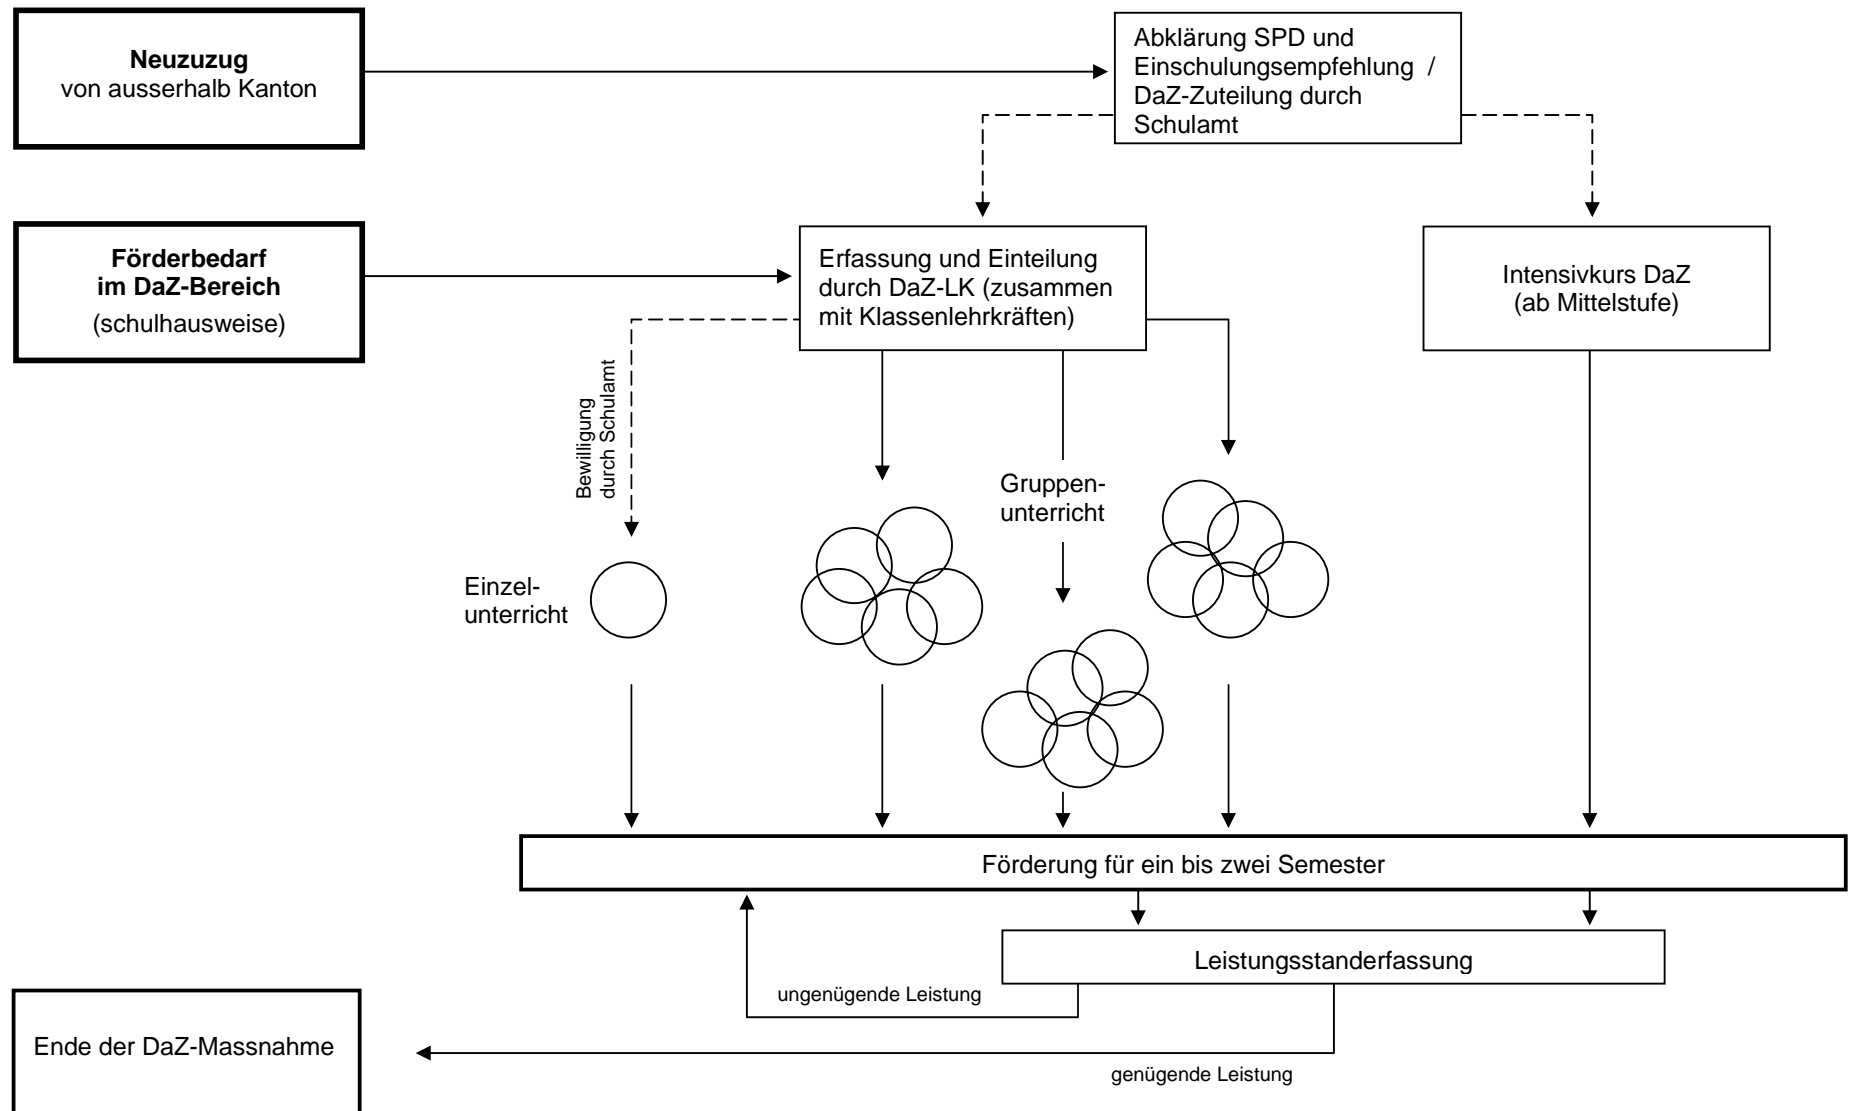 Neuzuzug
von ausserhalb Kanton
Abklärung SPD und
Einschulungsempfehlung /
DaZ-Zuteilung durch
Schulamt
Förderbedarf
im DaZ-Bereich
(schulhausweise)
Erfassung und Einteilung
durch DaZ-LK (zusammen
mit Klassenlehrkräften)
Intensivkurs DaZ
(ab Mittelstufe)
Bewilligung
durch Schulamt
Gruppen-
unterricht
Einzel-
unterricht
Förderung für ein bis zwei Semester
Leistungsstanderfassung
ungenügende Leistung
Ende der DaZ-Massnahme
genügende Leistung